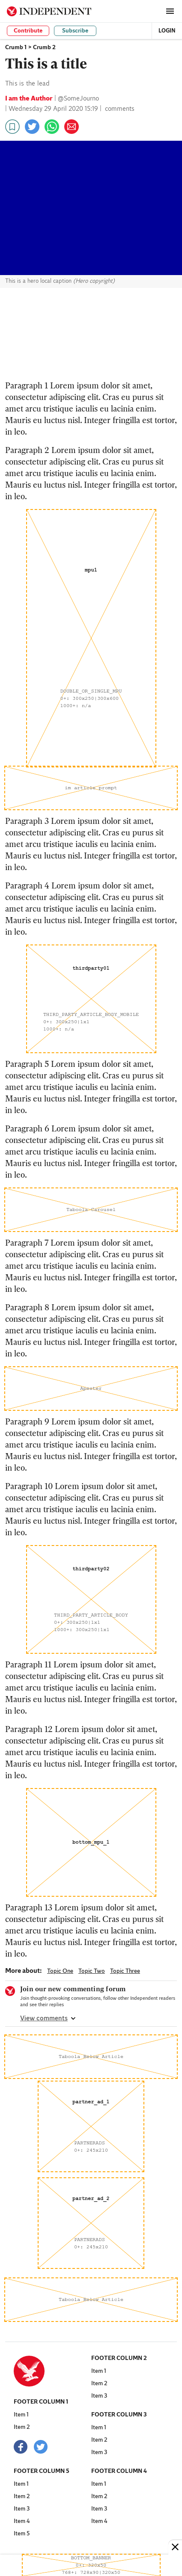 INDEPENDENT
Contribute
Subscribe
LOGIN
Crumb 1 > Crumb 2
This is a title
This is the lead
I am the Author | @SomeJourno
| Wednesday 29 April 2020 15:19 | comments
This is a hero local caption (Hero copyright)
Paragraph 1 Lorem ipsum dolor sit amet,
consectetur adipiscing elit. Cras eu purus sit
amet arcu tristique iaculis eu lacinia enim.
Mauris eu luctus nisl. Integer fringilla est tortor,
in leo.
Paragraph 2 Lorem ipsum dolor sit amet,
consectetur adipiscing elit. Cras eu purus sit
amet arcu tristique iaculis eu lacinia enim.
Mauris eu luctus nisl. Integer fringilla est tortor,
in leo.
mpu1
DOUBLE_OR_SINGLE_MPU
0+: 300x250|300x600
1000+: n/a
in article prompt
Paragraph 3 Lorem ipsum dolor sit amet,
consectetur adipiscing elit. Cras eu purus sit
amet arcu tristique iaculis eu lacinia enim.
Mauris eu luctus nisl. Integer fringilla est tortor,
in leo.
Paragraph 4 Lorem ipsum dolor sit amet,
consectetur adipiscing elit. Cras eu purus sit
amet arcu tristique iaculis eu lacinia enim.
Mauris eu luctus nisl. Integer fringilla est tortor,
in leo.
thirdparty01
THIRD_PARTY_ARTICLE_BODY_MOBILE
0+: 300x250|1x1
1000+: n/a
Paragraph 5 Lorem ipsum dolor sit amet,
consectetur adipiscing elit. Cras eu purus sit
amet arcu tristique iaculis eu lacinia enim.
Mauris eu luctus nisl. Integer fringilla est tortor,
in leo.
Paragraph 6 Lorem ipsum dolor sit amet,
consectetur adipiscing elit. Cras eu purus sit
amet arcu tristique iaculis eu lacinia enim.
Mauris eu luctus nisl. Integer fringilla est tortor,
in leo.
Taboola Carousel
Paragraph 7 Lorem ipsum dolor sit amet,
consectetur adipiscing elit. Cras eu purus sit
amet arcu tristique iaculis eu lacinia enim.
Mauris eu luctus nisl. Integer fringilla est tortor,
in leo.
Paragraph 8 Lorem ipsum dolor sit amet,
consectetur adipiscing elit. Cras eu purus sit
amet arcu tristique iaculis eu lacinia enim.
Mauris eu luctus nisl. Integer fringilla est tortor,
in leo.
Paragraph 9 Lorem ipsum dolor sit amet,
consectetur adipiscing elit. Cras eu purus sit
amet arcu tristique iaculis eu lacinia enim.
Mauris eu luctus nisl. Integer fringilla est tortor,
in leo.
Paragraph 10 Lorem ipsum dolor sit amet,
consectetur adipiscing elit. Cras eu purus sit
amet arcu tristique iaculis eu lacinia enim.
Mauris eu luctus nisl. Integer fringilla est tortor,
in leo.
thirdparty02
THIRD_PARTY_ARTICLE_BODY
0+: 300x250|1x1
1000+: 300x250|1x1
Paragraph 11 Lorem ipsum dolor sit amet,
consectetur adipiscing elit. Cras eu purus sit
amet arcu tristique iaculis eu lacinia enim.
Mauris eu luctus nisl. Integer fringilla est tortor,
in leo.
Paragraph 12 Lorem ipsum dolor sit amet,
consectetur adipiscing elit. Cras eu purus sit
amet arcu tristique iaculis eu lacinia enim.
Mauris eu luctus nisl. Integer fringilla est tortor,
in leo.
bottom_mpu_1
Paragraph 13 Lorem ipsum dolor sit amet,
consectetur adipiscing elit. Cras eu purus sit
amet arcu tristique iaculis eu lacinia enim.
Mauris eu luctus nisl. Integer fringilla est tortor,
in leo.
More about: Topic One Topic Two Topic Three
Join our new commenting forum
Join thought-provoking conversations, follow other Independent readers
and see their replies
View comments
Taboola Below Article
partner_ad_1
PARTNERADS
0+: 245x210
partner_ad_2
PARTNERADS
0+: 245x210
Taboola Below Article
FOOTER COLUMN 1
Item 1
Item 2
FOOTER COLUMN 2
Item 1
Item 2
Item 3
FOOTER COLUMN 3
Item 1
Item 2
Item 3
FOOTER COLUMN 5
Item 1
Item 2
Item 3
Item 4
Item 5
FOOTER COLUMN 4
Item 1
Item 2
Item 3
Item 4
BOTTOM_BANNER
0+: 320x50
768+: 728x90|320x50